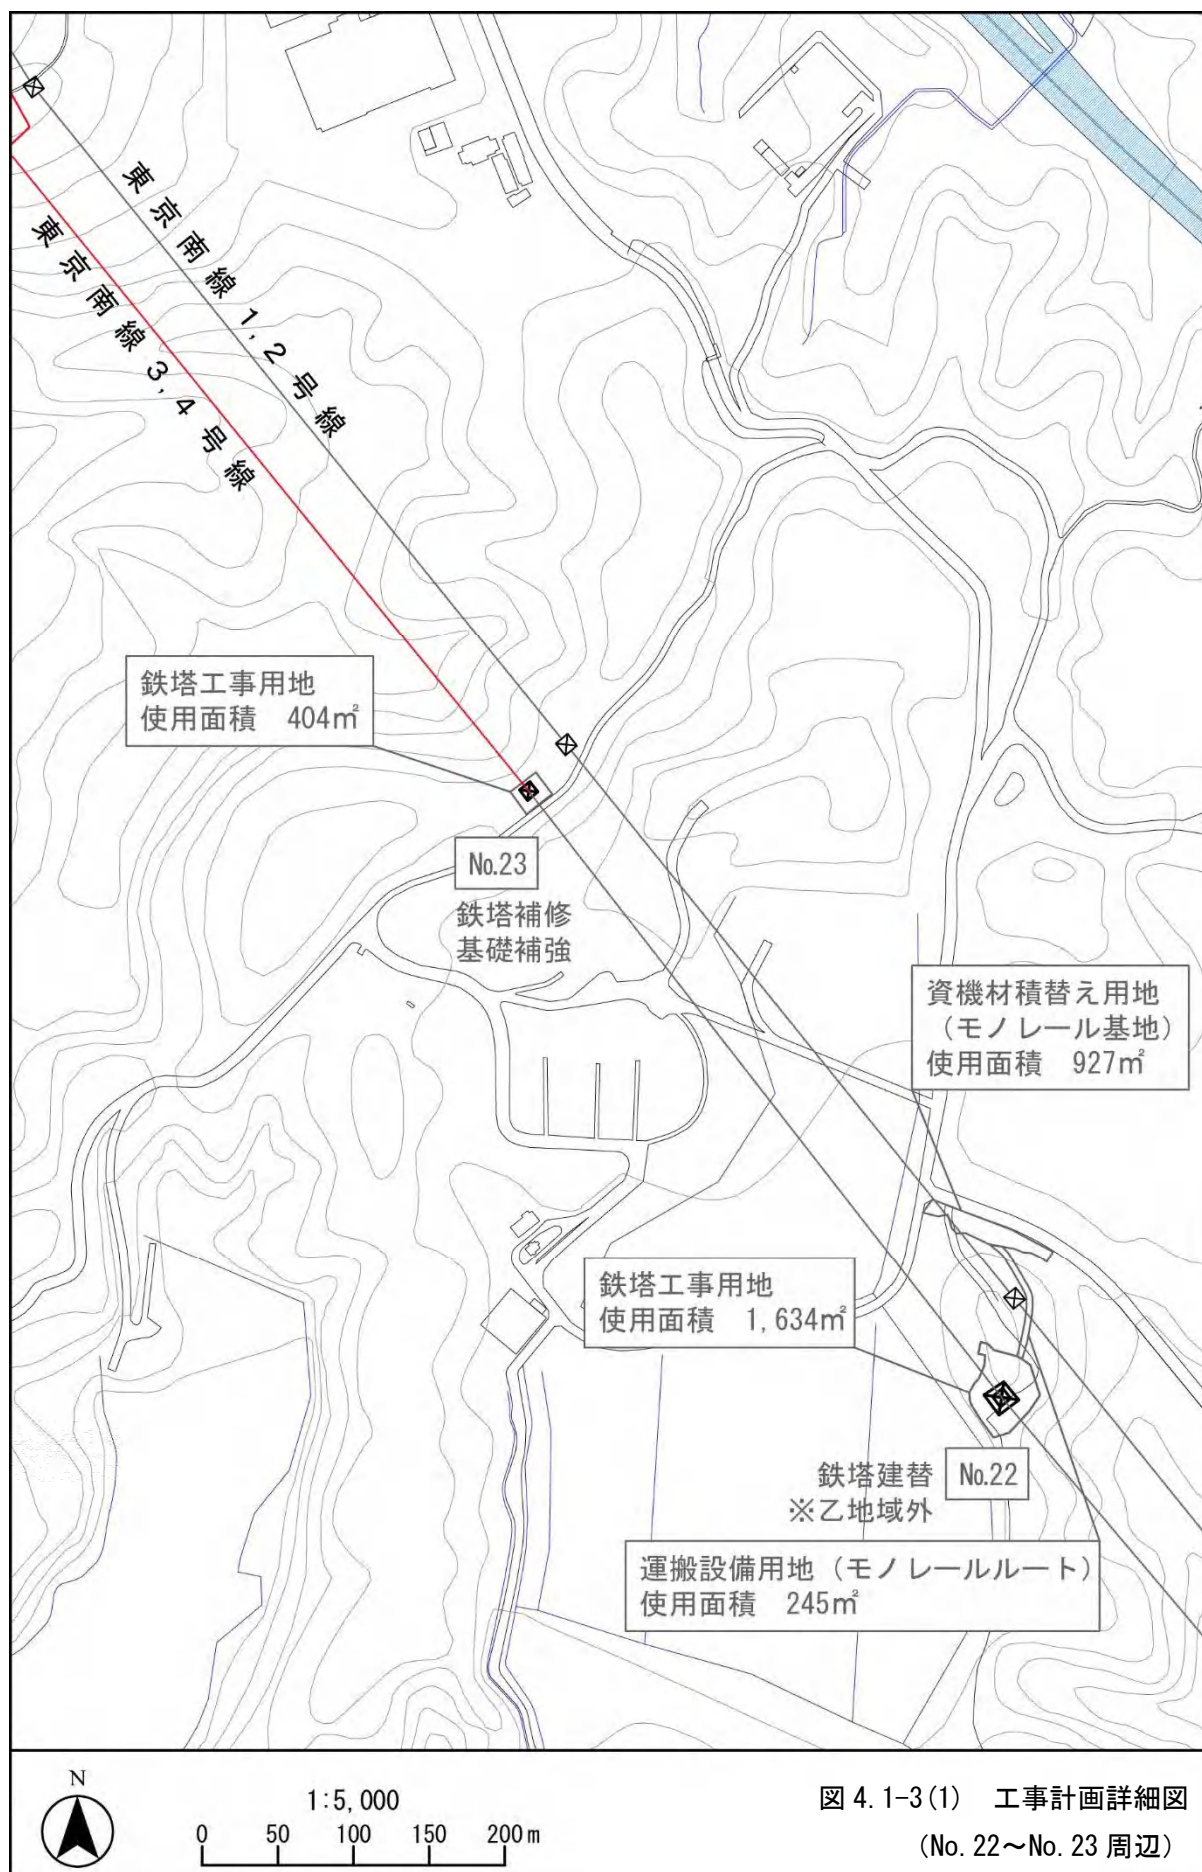 東京南線 1,2 号線
東京南線 3,4 号線
鉄塔工事用地
使用面積 404㎡
No.23
鉄塔補修
基礎補強
資機材積替え用地
（モノレール基地）
使用面積 927㎡
鉄塔工事用地
使用面積 1,634㎡
鉄塔建替 No.22
※乙地域外
運搬設備用地（モノレールルート）
使用面積 245㎡
N
1:5,000
0 50 100 150 200m
図 4.1-3(1) 工事計画詳細図
（No.22～No.23 周辺）